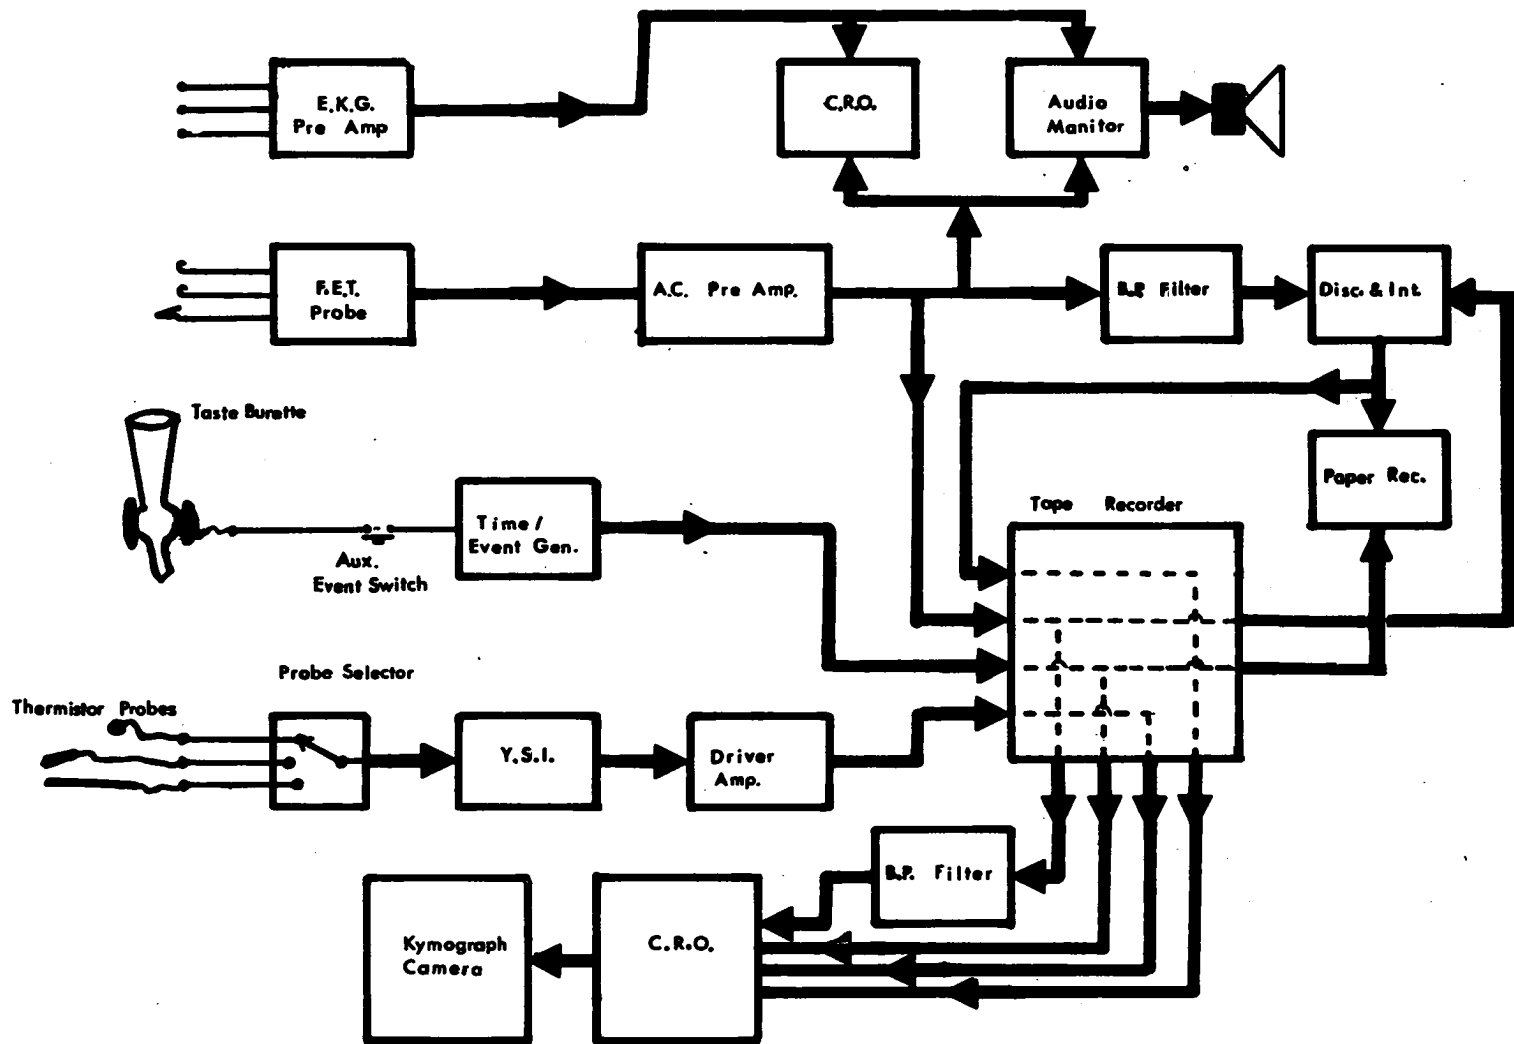 E.K.G.
Pre Amp
C.R.O.
Audio
Manitor
F.E.T.
Probe
A.C. Pre Amp.
B.P. Filter
Disc. & Int.
Taste Burette
Paper Rec.
Time/
Event Gen.
Aux.
Event Switch
Tape Recorder
Probe Selector
Thermistor Probes
Y.S.I.
Driver
Amp.
B.P. Filter
Kymograph
Camera
C.R.O.